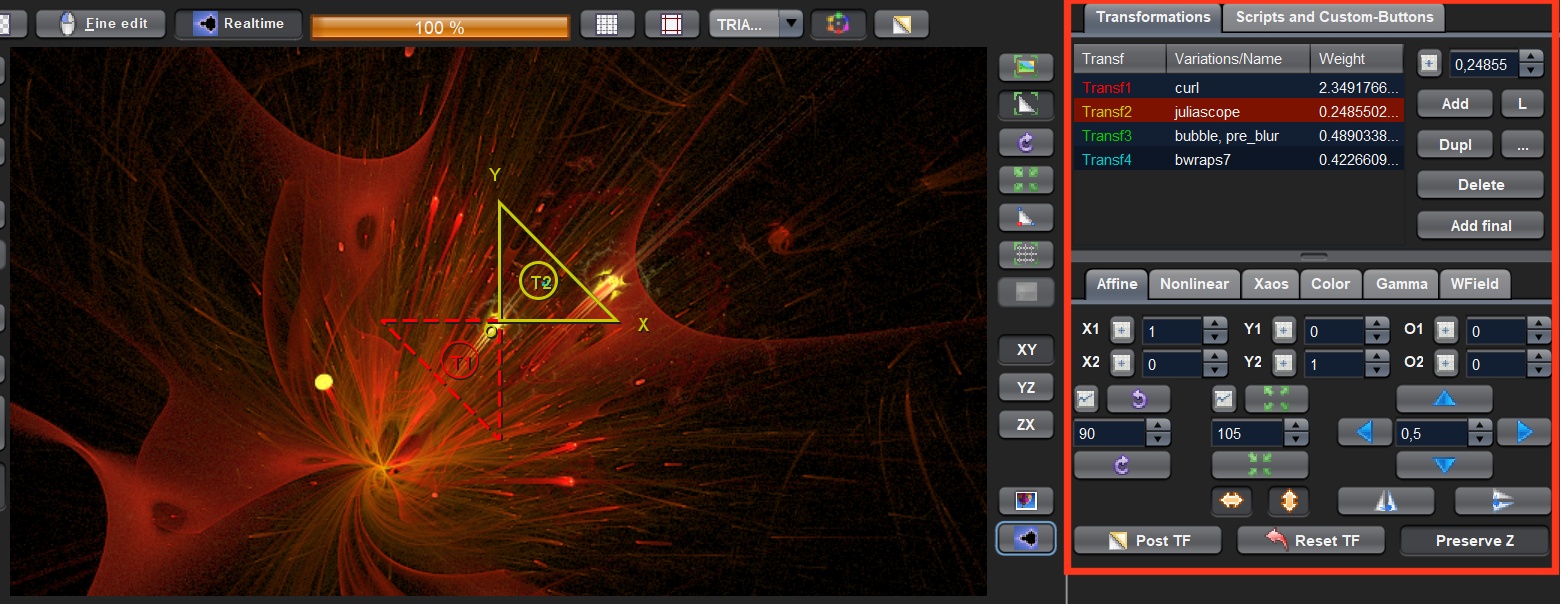 Fine edit
Realtime
100 %
TRIA...
Transformations
Scripts and Custom-Buttons
Transf Variations/Name Weight
Transf1 curl 2.3491766...
Transf2 juliascope 0.2485502...
Transf3 bubble, pre_blur 0.4890338...
Transf4 bwraps7 0.4226609...
0,24855
Add L
Dupl ...
Delete
Add final
Y
T2
X
O
T1
XY
YZ
ZX
Affine Nonlinear Xaos Color Gamma WField
X1 1 Y1 0 O1 0
X2 0 Y2 1 O2 0
90 105 0,5
Post TF Reset TF Preserve Z